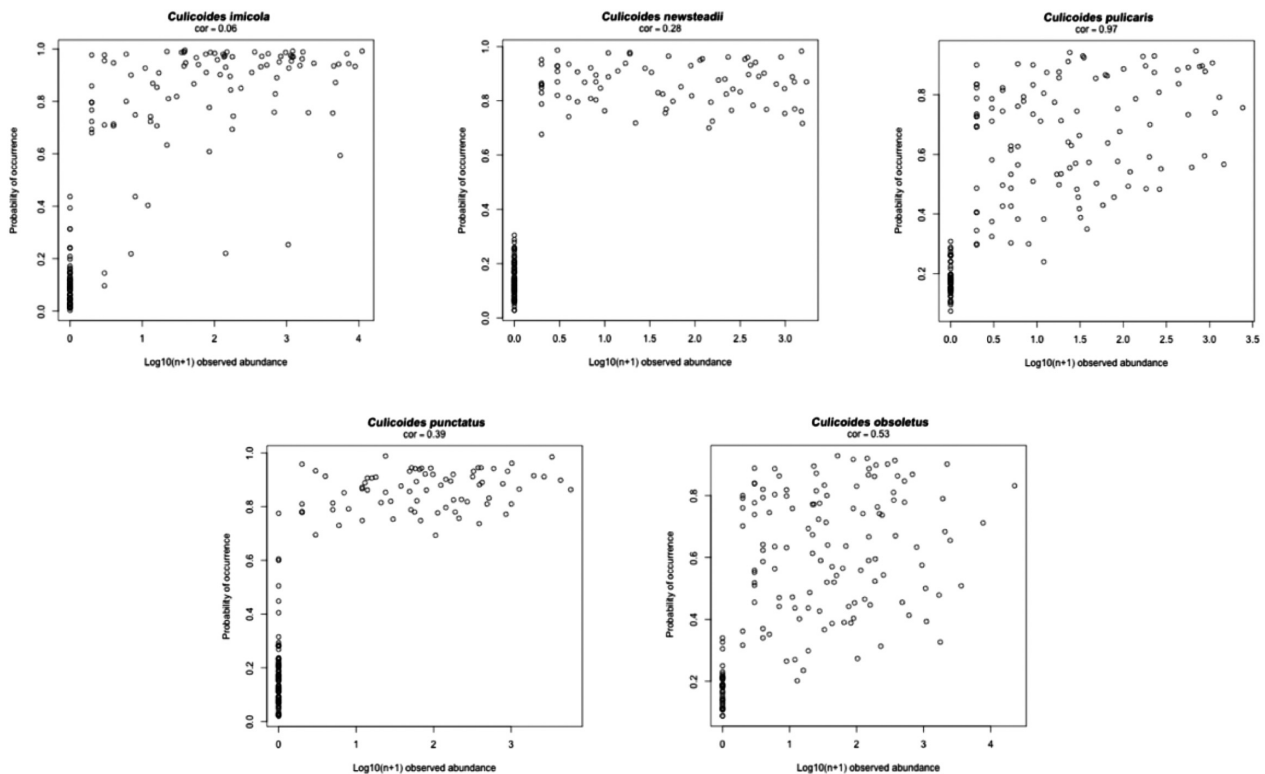 Culicoides imicola
cor = 0.06
Probability of occurrence
1.0
0.8
0.6
0.4
0.2
0.0
0 1 2 3 4
Log10(n+1) observed abundance
Culicoides newsteadii
cor = 0.28
Probability of occurrence
1.0
0.8
0.6
0.4
0.2
0.0
0.0 0.5 1.0 1.5 2.0 2.5 3.0
Log10(n+1) observed abundance
Culicoides pulicaris
cor = 0.97
Probability of occurrence
0.8
0.6
0.4
0.2
0.0 0.5 1.0 1.5 2.0 2.5 3.0 3.5
Log10(n+1) observed abundance
Culicoides punctatus
cor = 0.39
Probability of occurrence
1.0
0.8
0.6
0.4
0.2
0.0
0 1 2 3
Log10(n+1) observed abundance
Culicoides obsoletus
cor = 0.53
Probability of occurrence
0.8
0.6
0.4
0.2
0 1 2 3 4
Log10(n+1) observed abundance